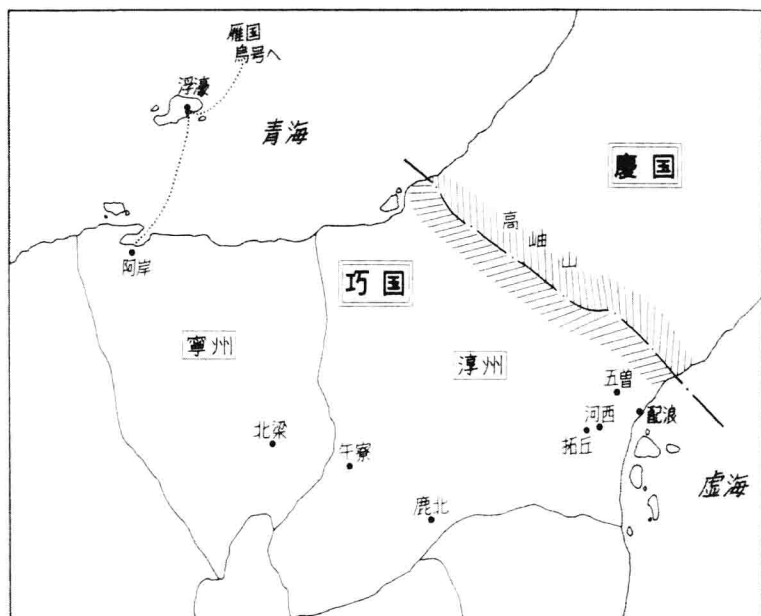 雁国
烏号へ
浮濠
青海
慶国
高岫山
阿岸
巧国
寧州
淳州
五曽
配浪
河西
拓丘
北梁
午寮
鹿北
虚海